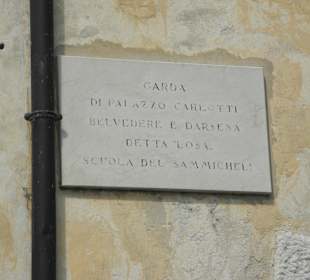 GARDA
DI PALAZZO CARLOTTI
BELVEDERE E DARSENA
DETTA "LOSA"
SCUOLA DEL SAMMICHELI